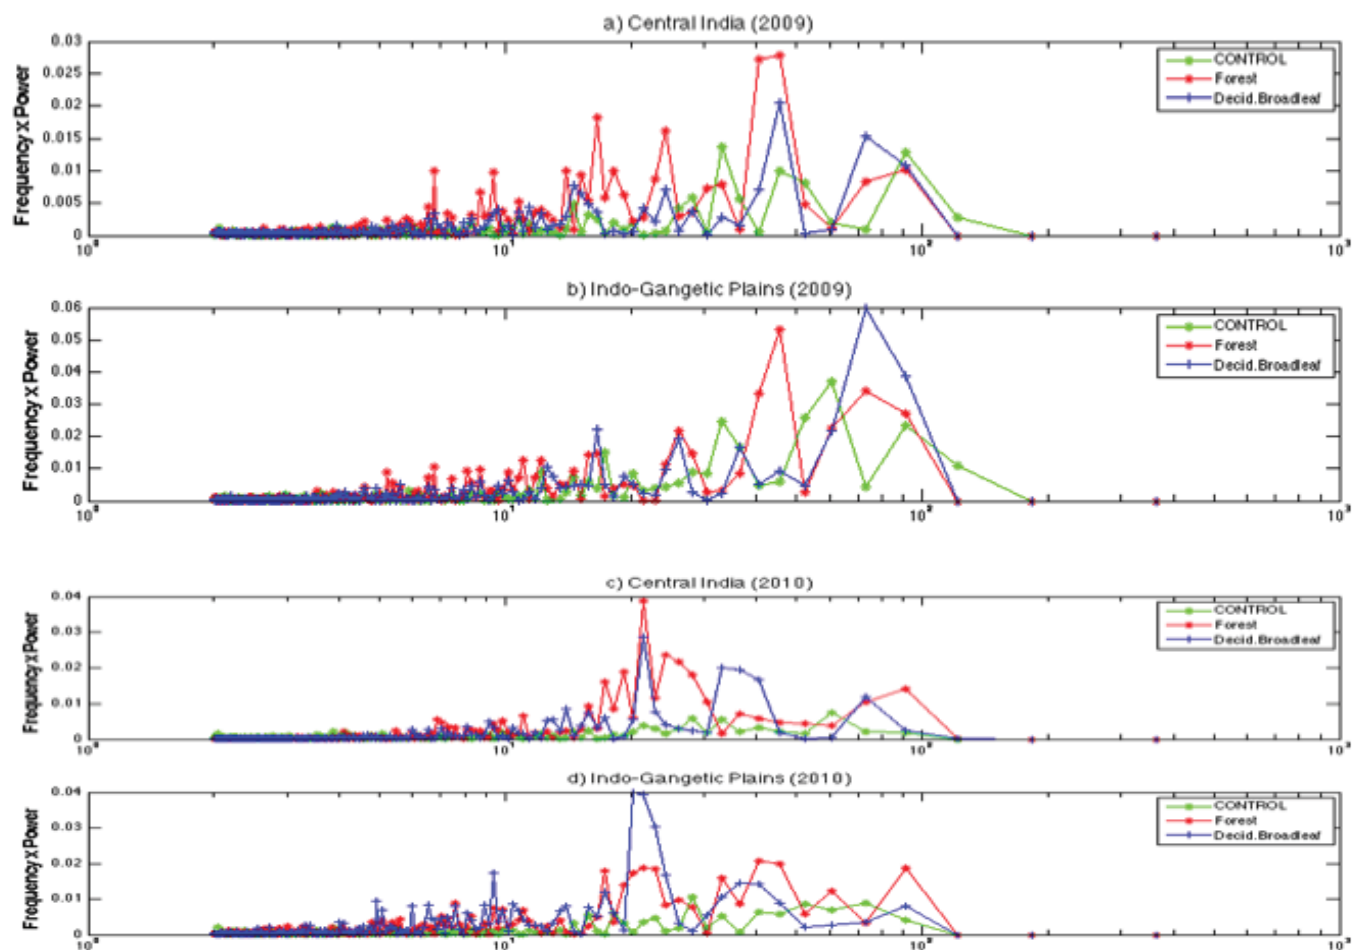 a) Central India (2009)
Frequency x Power
0.03
0.025
0.02
0.015
0.01
0.005
0
10⁰
10¹
10²
10³
CONTROL
Forest
Decid.Broadleaf
b) Indo-Gangetic Plains (2009)
Frequency x Power
0.06
0.05
0.04
0.03
0.02
0.01
0
10⁰
10¹
10²
10³
CONTROL
Forest
Decid.Broadleaf
c) Central India (2010)
Frequency x Power
0.04
0.03
0.02
0.01
0
10⁰
10¹
10²
10³
CONTROL
Forest
Decid.Broadleaf
d) Indo-Gangetic Plains (2010)
Frequency x Power
0.04
0.03
0.02
0.01
0
10⁰
10¹
10²
10³
CONTROL
Forest
Decid.Broadleaf